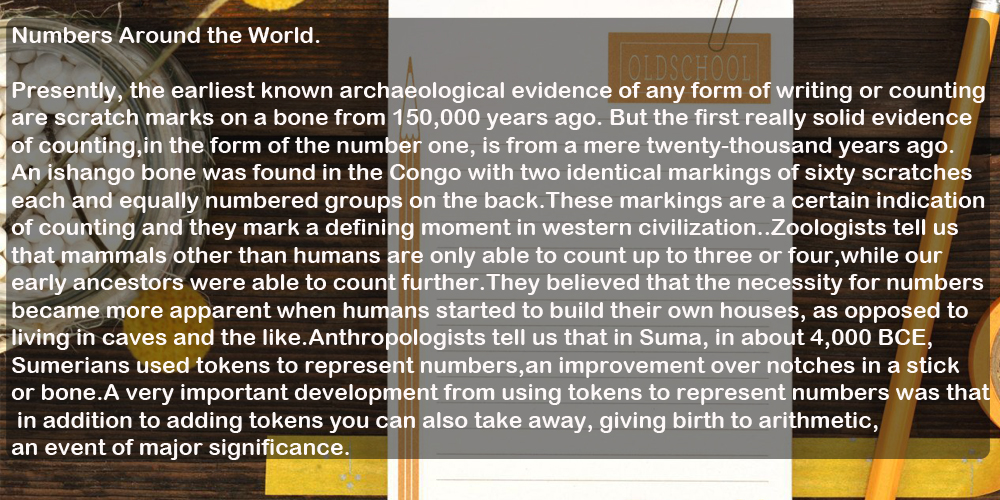 Numbers Around the World.
OLDSCHOOL
Presently, the earliest known archaeological evidence of any form of writing or counting
are scratch marks on a bone from 150,000 years ago. But the first really solid evidence
of counting,in the form of the number one, is from a mere twenty-thousand years ago.
An ishango bone was found in the Congo with two identical markings of sixty scratches
each and equally numbered groups on the back.These markings are a certain indication
of counting and they mark a defining moment in western civilization..Zoologists tell us
that mammals other than humans are only able to count up to three or four,while our
early ancestors were able to count further.They believed that the necessity for numbers
became more apparent when humans started to build their own houses, as opposed to
living in caves and the like.Anthropologists tell us that in Suma, in about 4,000 BCE,
Sumerians used tokens to represent numbers,an improvement over notches in a stick
or bone.A very important development from using tokens to represent numbers was that
in addition to adding tokens you can also take away, giving birth to arithmetic,
an event of major significance.